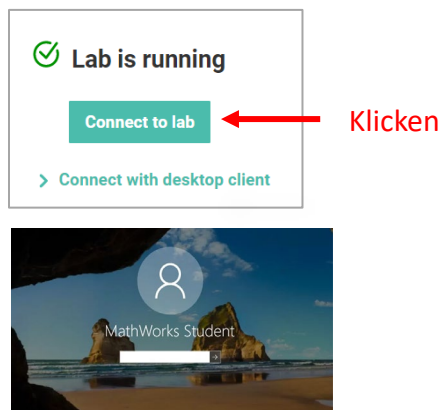 Lab is running
Connect to lab
Klicken
Connect with desktop client
MathWorks Student